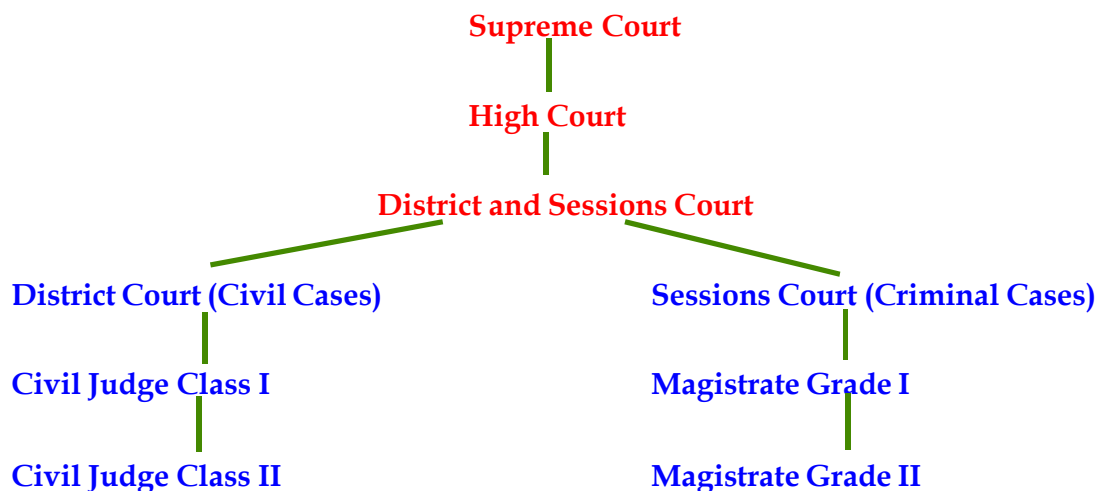 Supreme Court
High Court
District and Sessions Court
District Court (Civil Cases)
Sessions Court (Criminal Cases)
Civil Judge Class I
Magistrate Grade I
Civil Judge Class II
Magistrate Grade II